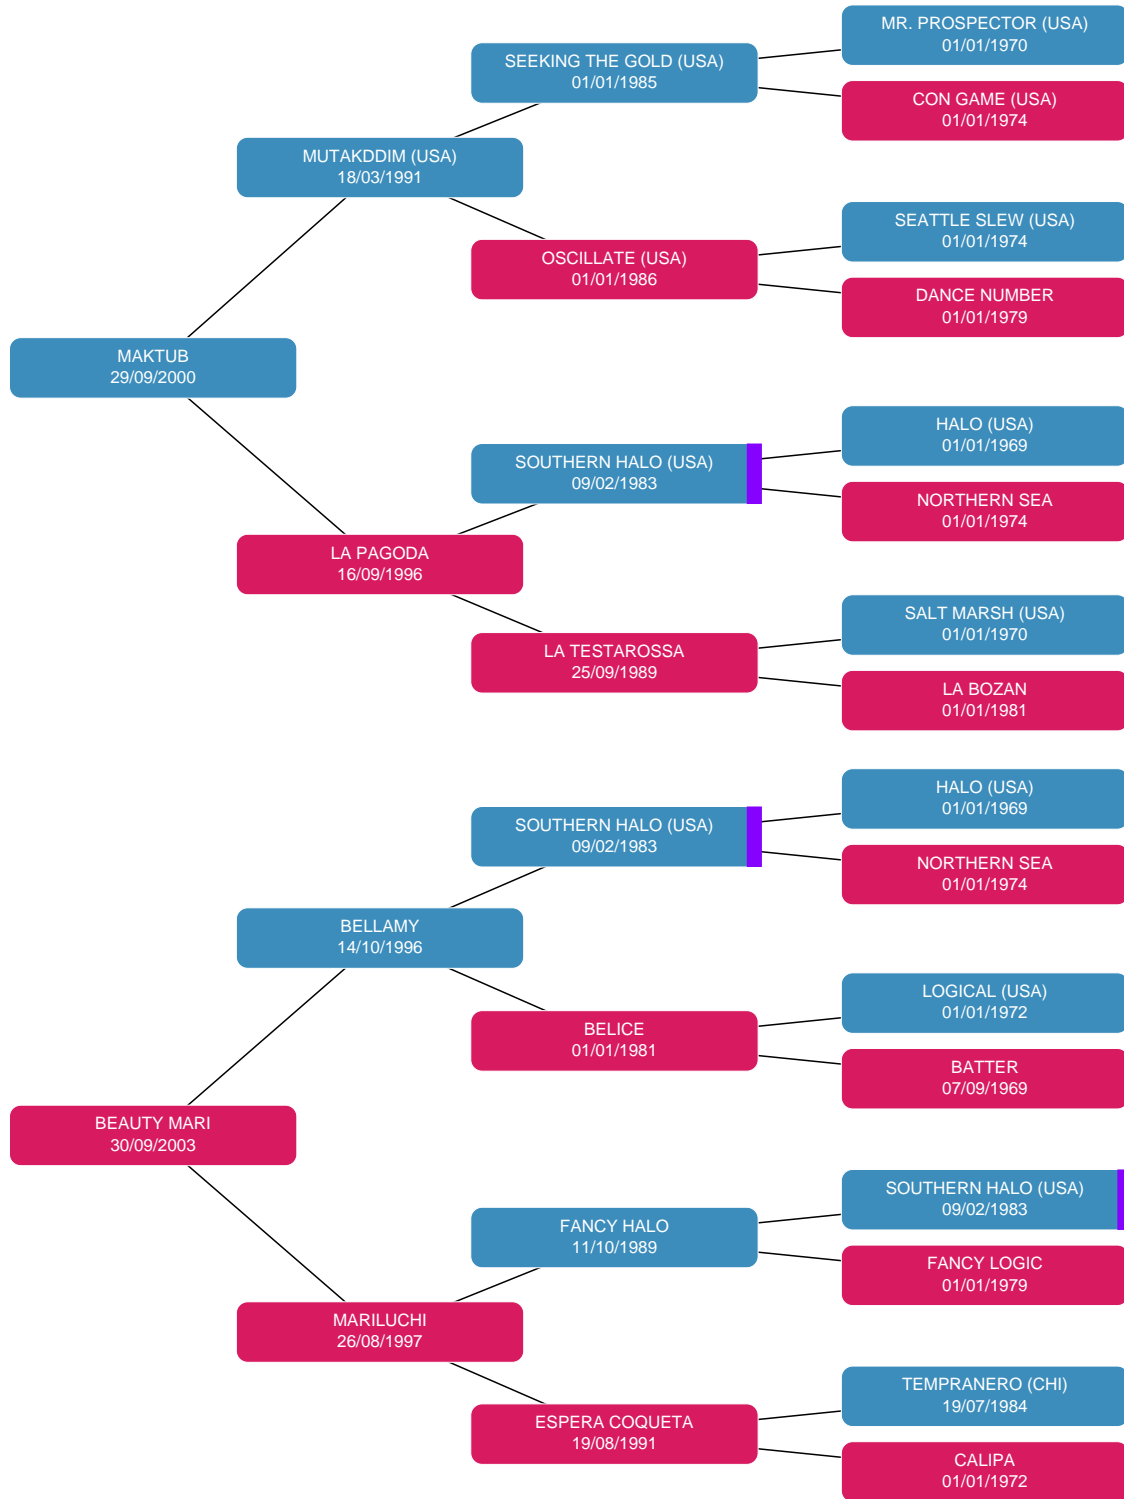 MR. PROSPECTOR (USA)
01/01/1970
SEEKING THE GOLD (USA)
01/01/1985
CON GAME (USA)
01/01/1974
MUTAKDDIM (USA)
18/03/1991
SEATTLE SLEW (USA)
01/01/1974
OSCILLATE (USA)
01/01/1986
DANCE NUMBER
01/01/1979
MAKTUB
29/09/2000
HALO (USA)
01/01/1969
SOUTHERN HALO (USA)
09/02/1983
NORTHERN SEA
01/01/1974
LA PAGODA
16/09/1996
SALT MARSH (USA)
01/01/1970
LA TESTAROSSA
25/09/1989
LA BOZAN
01/01/1981
HALO (USA)
01/01/1969
SOUTHERN HALO (USA)
09/02/1983
NORTHERN SEA
01/01/1974
BELLAMY
14/10/1996
LOGICAL (USA)
01/01/1972
BELICE
01/01/1981
BATTER
07/09/1969
BEAUTY MARI
30/09/2003
SOUTHERN HALO (USA)
09/02/1983
FANCY HALO
11/10/1989
FANCY LOGIC
01/01/1979
MARILUCHI
26/08/1997
TEMPRANERO (CHI)
19/07/1984
ESPERA COQUETA
19/08/1991
CALIPA
01/01/1972